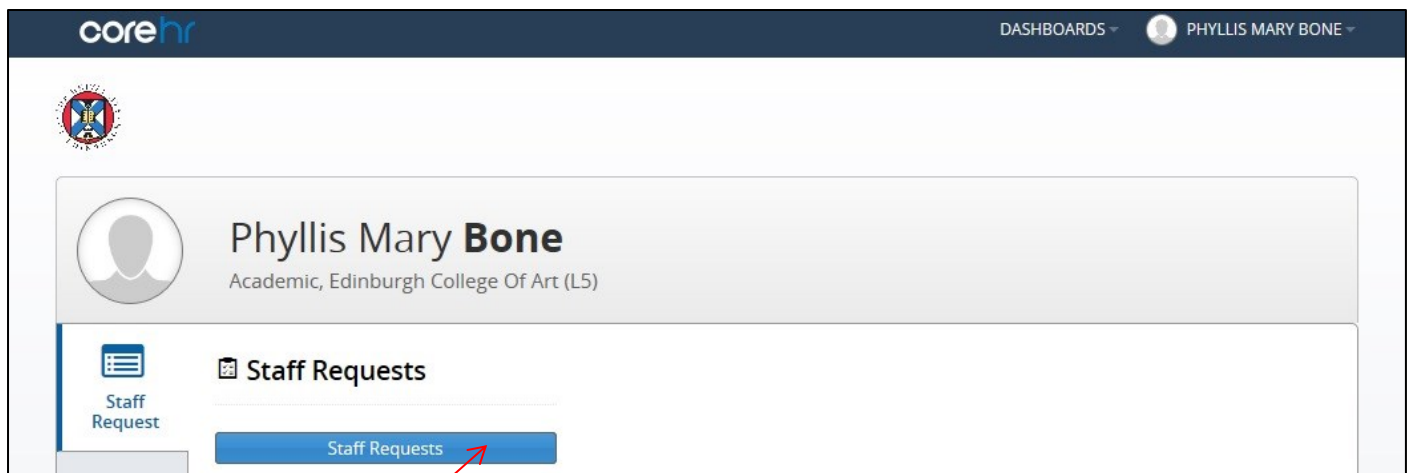 corehr
DASHBOARDS PHYLLIS MARY BONE
Phyllis Mary Bone
Academic, Edinburgh College Of Art (L5)
Staff
Request
Staff Requests
Staff Requests